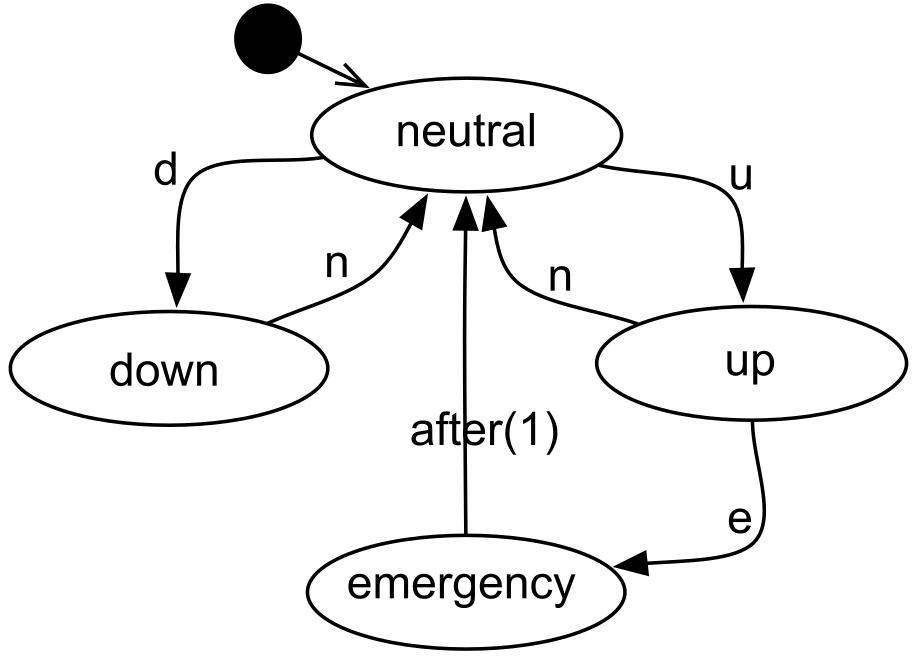 neutral
d
u
n
n
down
up
after(1)
e
emergency